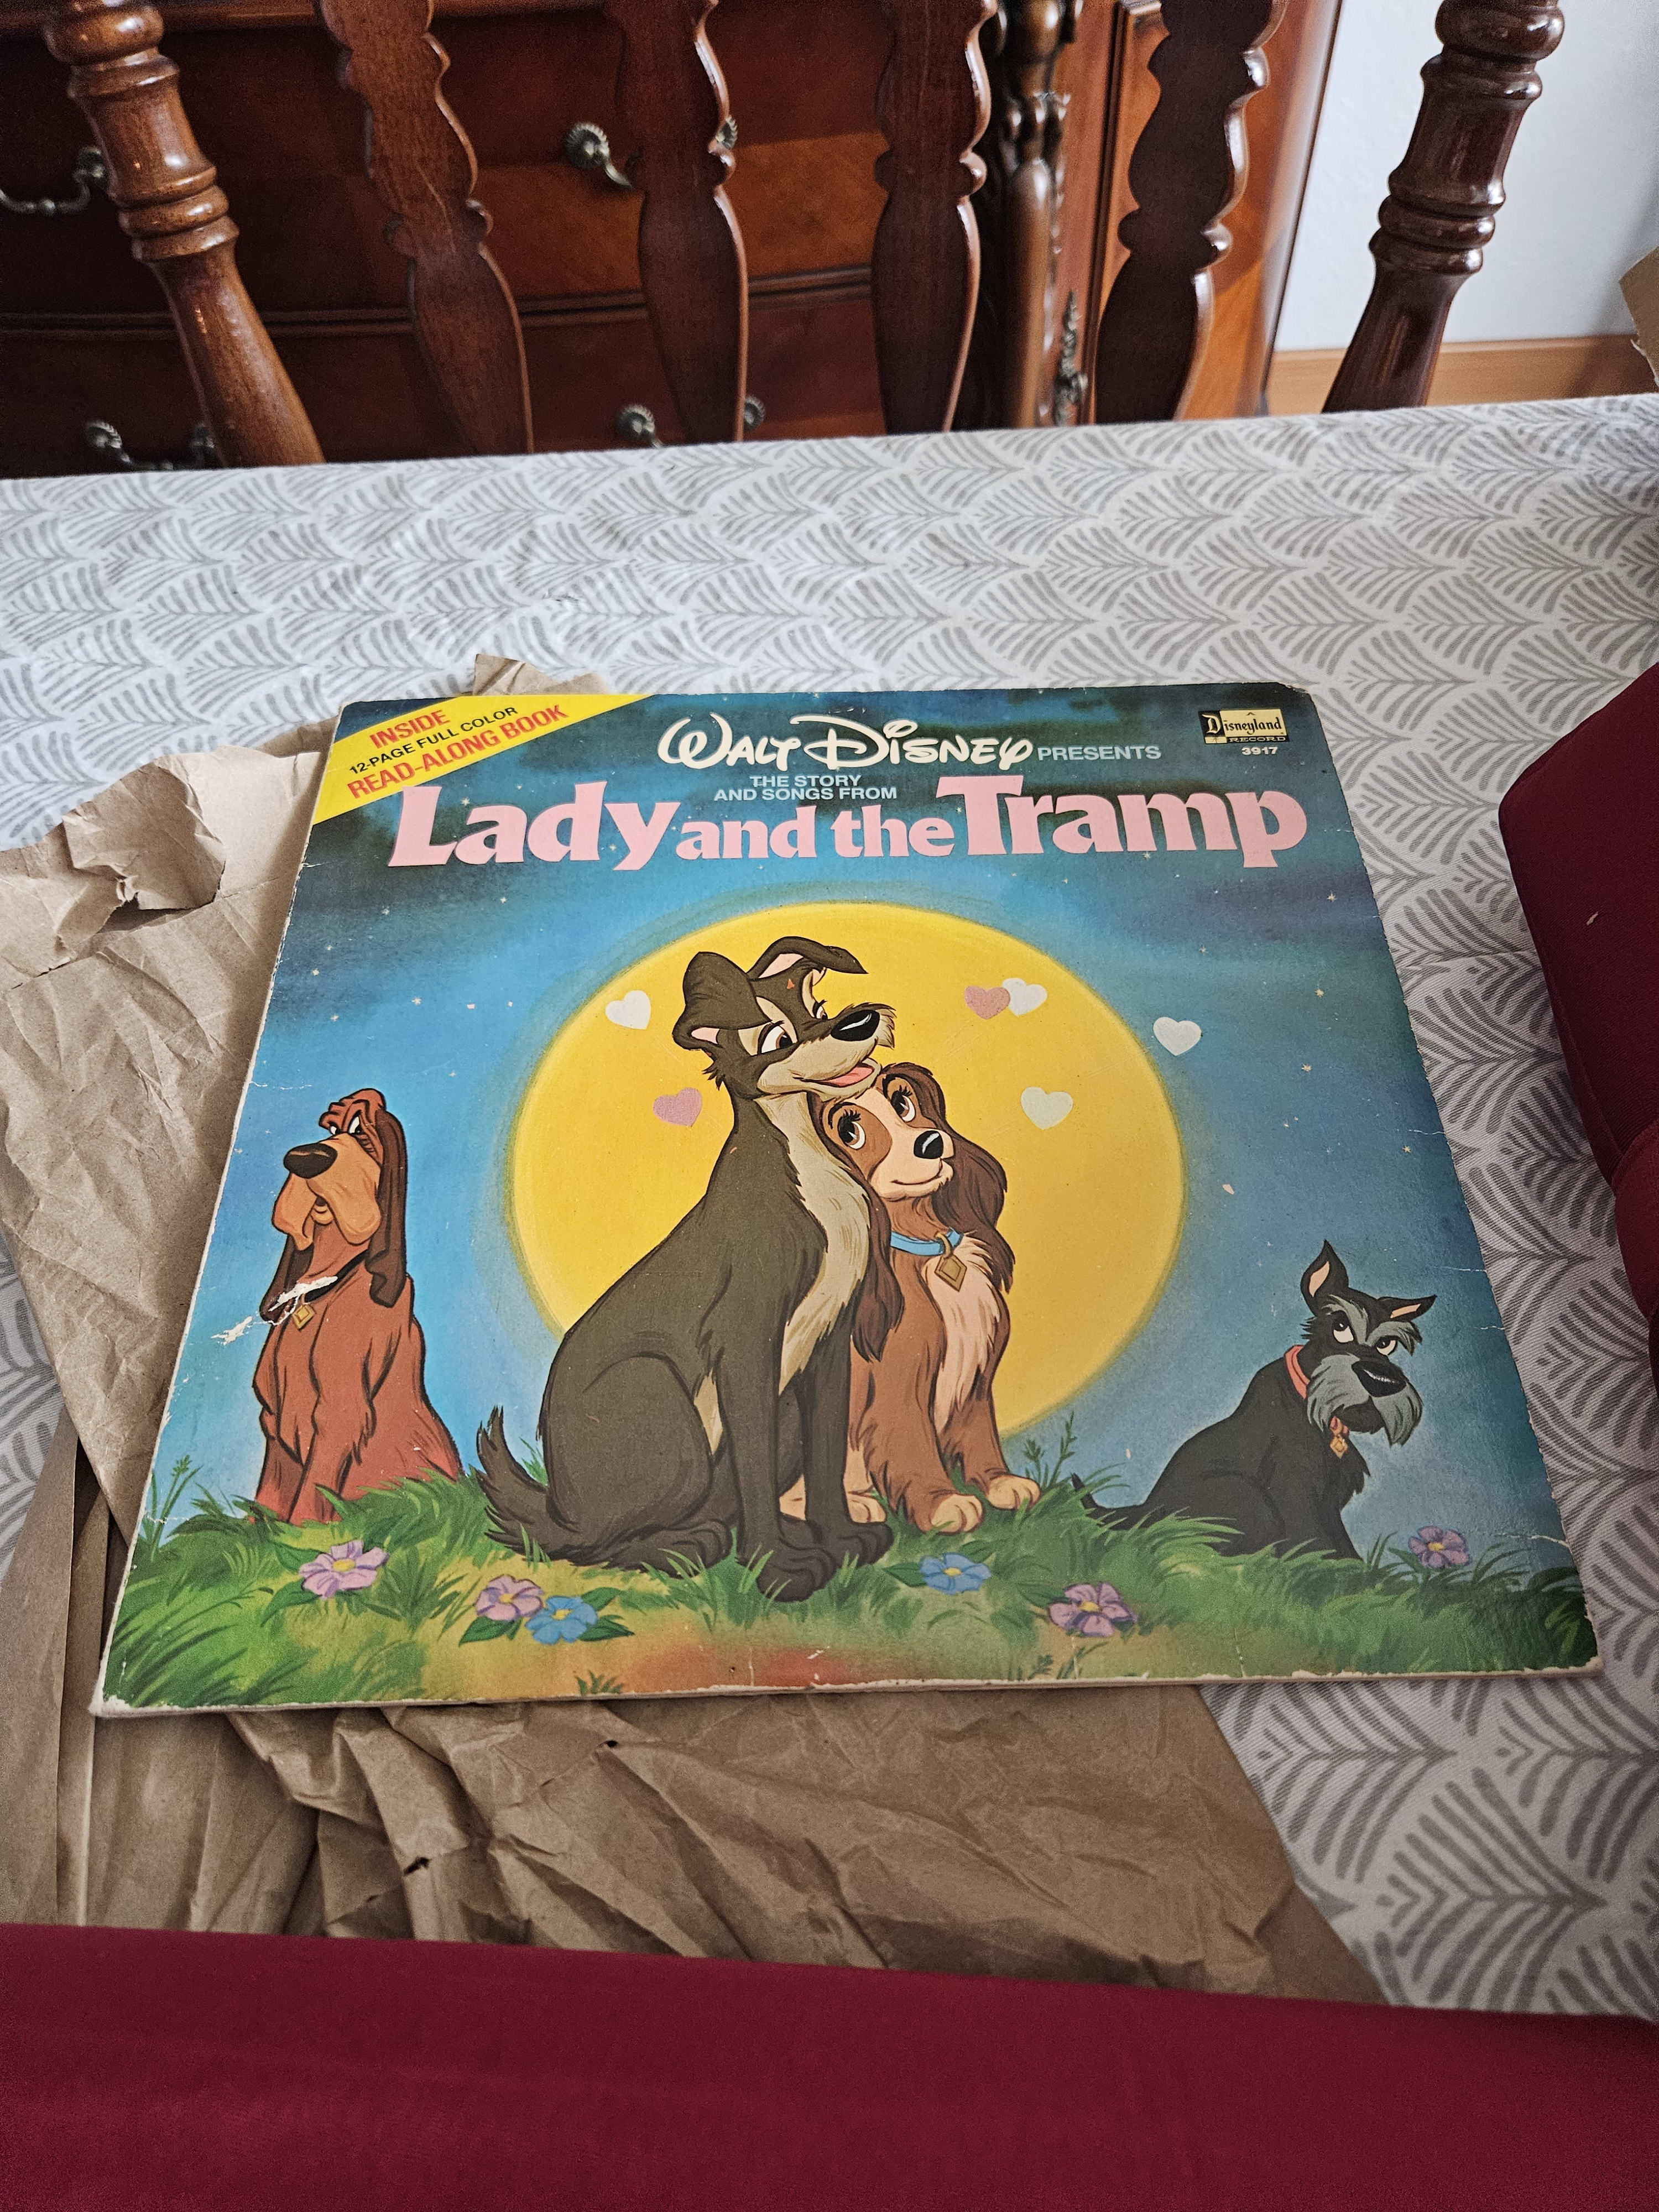 INSIDE
12-PAGE FULL COLOR
READ-ALONG BOOK
WALT DISNEY PRESENTS
THE STORY
AND SONGS FROM
Lady and the Tramp
Disneyland
RECORD
3917